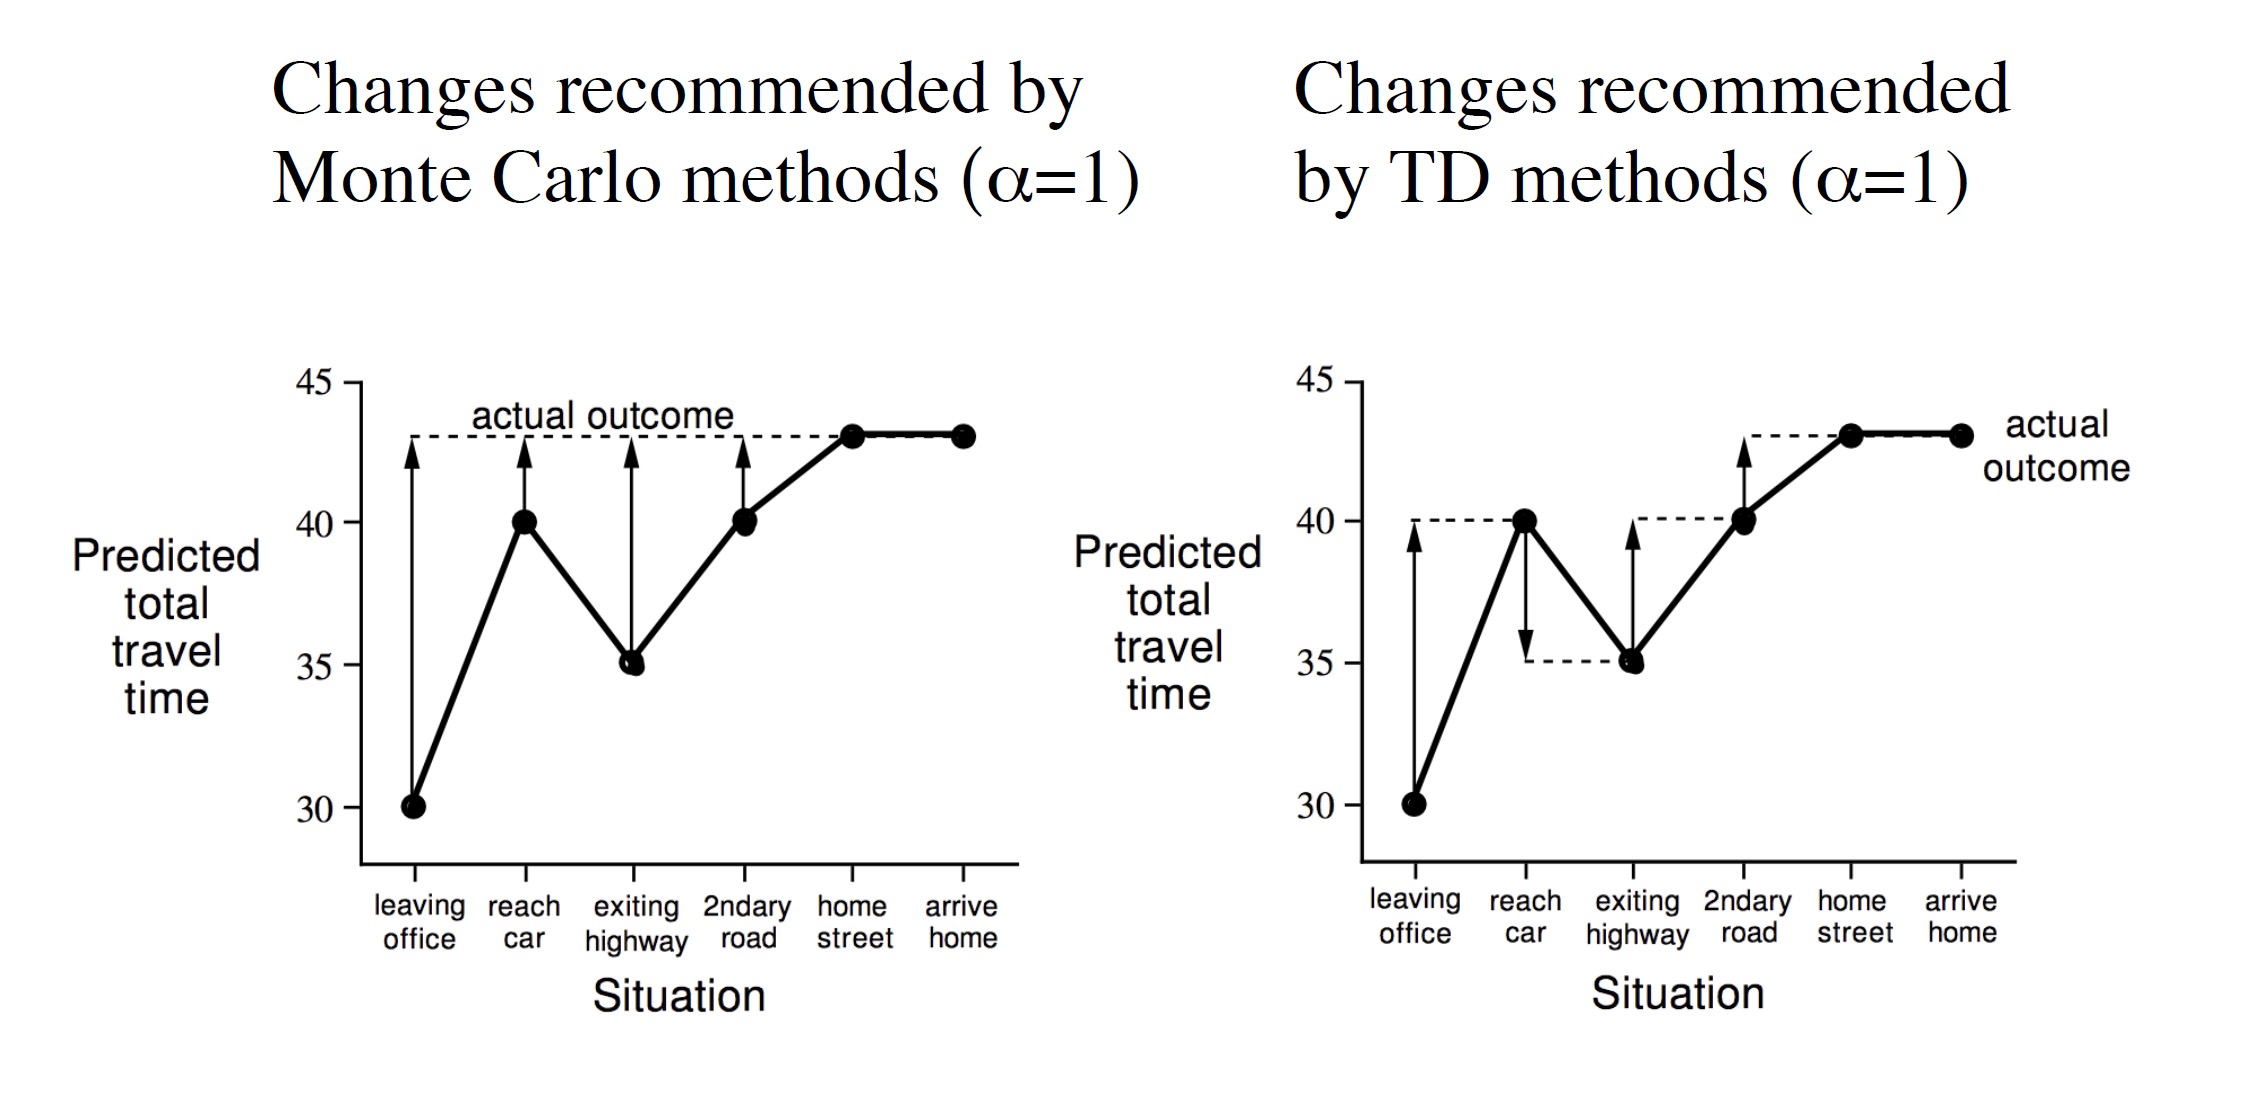 Changes recommended by
Monte Carlo methods (α=1)
Changes recommended
by TD methods (α=1)
45
40
35
30
actual outcome
Predicted
total
travel
time
leaving
office
reach
car
exiting
highway
2ndary
road
home
street
arrive
home
Situation
45
40
35
30
actual
outcome
Predicted
total
travel
time
leaving
office
reach
car
exiting
highway
2ndary
road
home
street
arrive
home
Situation